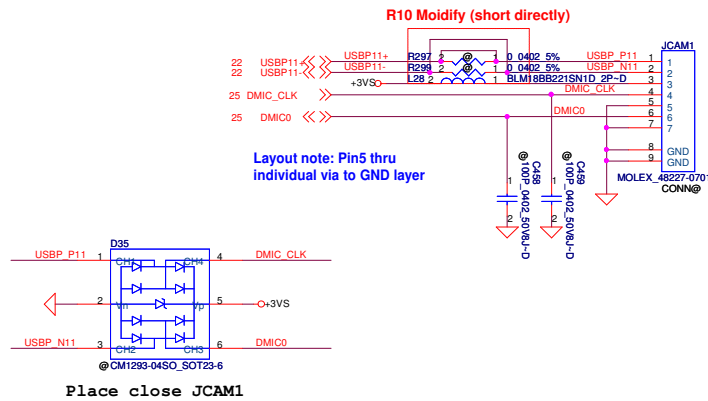 R10 Moidify (short directly)
JCAM1
22 USBP11+ USBP11+ R297 2 @ 1 0_0402_5% USBP_P11 1 1
22 USBP11- USBP11- R299 2 @ 1 0_0402_5% USBP_N11 2 2
+3VS L28 2 1 BLM18BB221SN1D_2P~D 3 3
25 DMIC_CLK DMIC_CLK 4 4
5 5
25 DMIC0 DMIC0 6 6
7 7
8 GND
9 GND
MOLEX_48227-0701
CONN@
Layout note: Pin5 thru
individual via to GND layer
1 2 @ 100P_0402_50V8J~D C458
1 2 @ 100P_0402_50V8J~D C459
D35
USBP_P11 1 CH1 CH4 4 DMIC_CLK
2 Vn Vp 5 +3VS
USBP_N11 3 CH2 CH3 6 DMIC0
@ CM1293-04SO_SOT23-6
Place close JCAM1